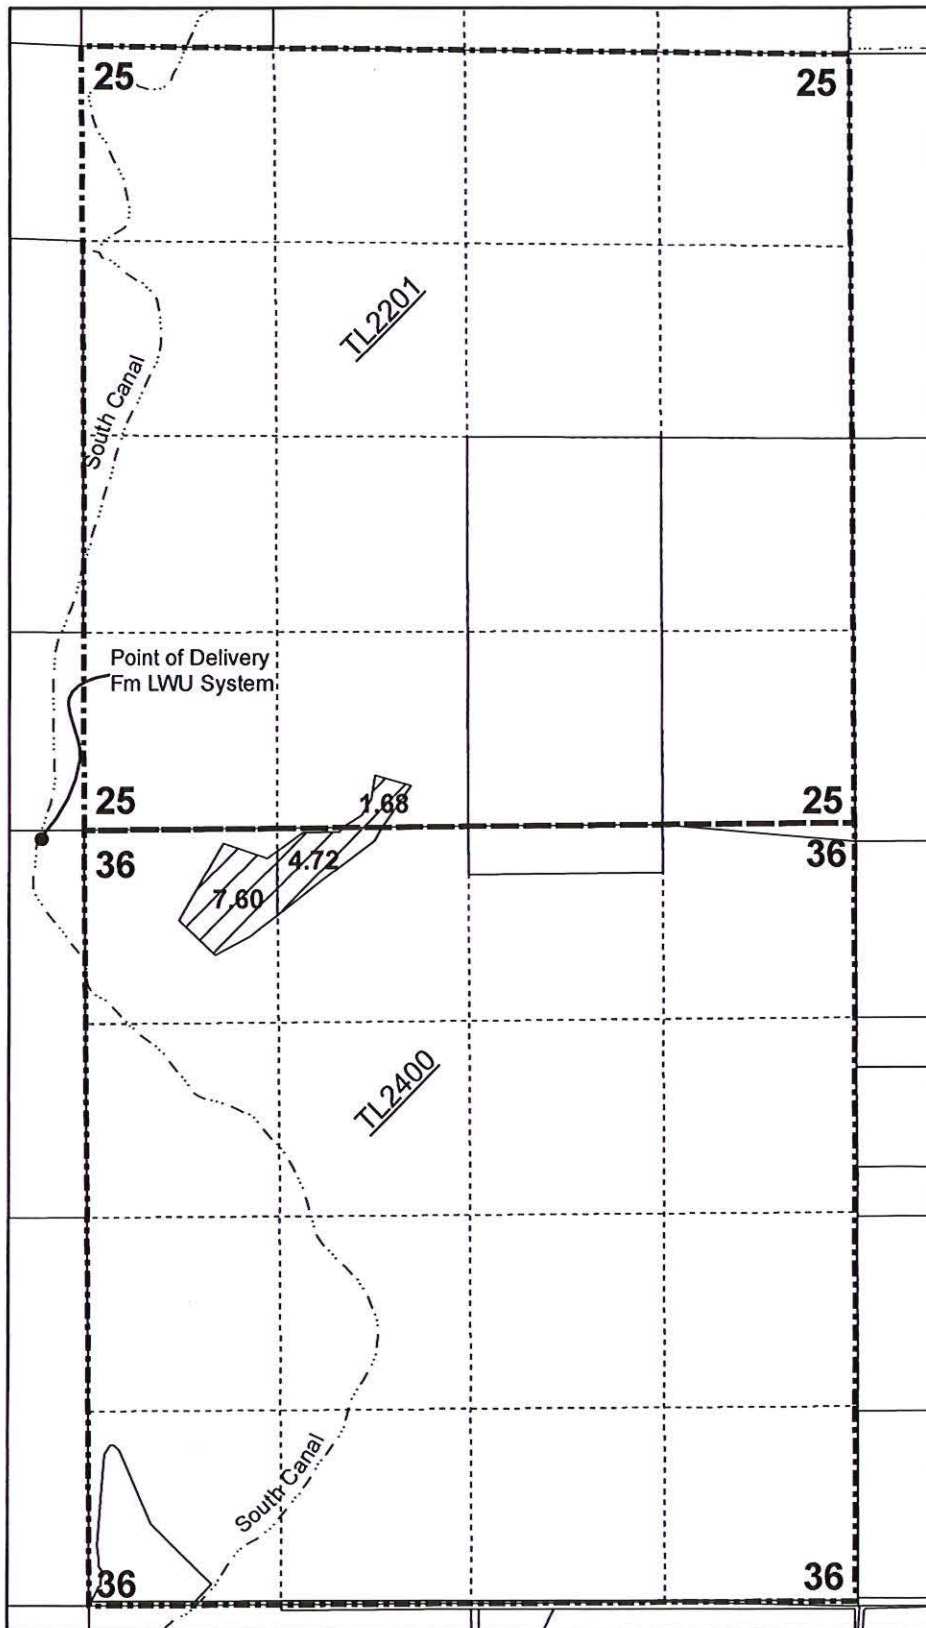 25
25
TL2201
South Canal
Point of Delivery
Fm LWU System
25
25
1.68
36
36
4.72
7.60
TL2400
South Canal
36
36